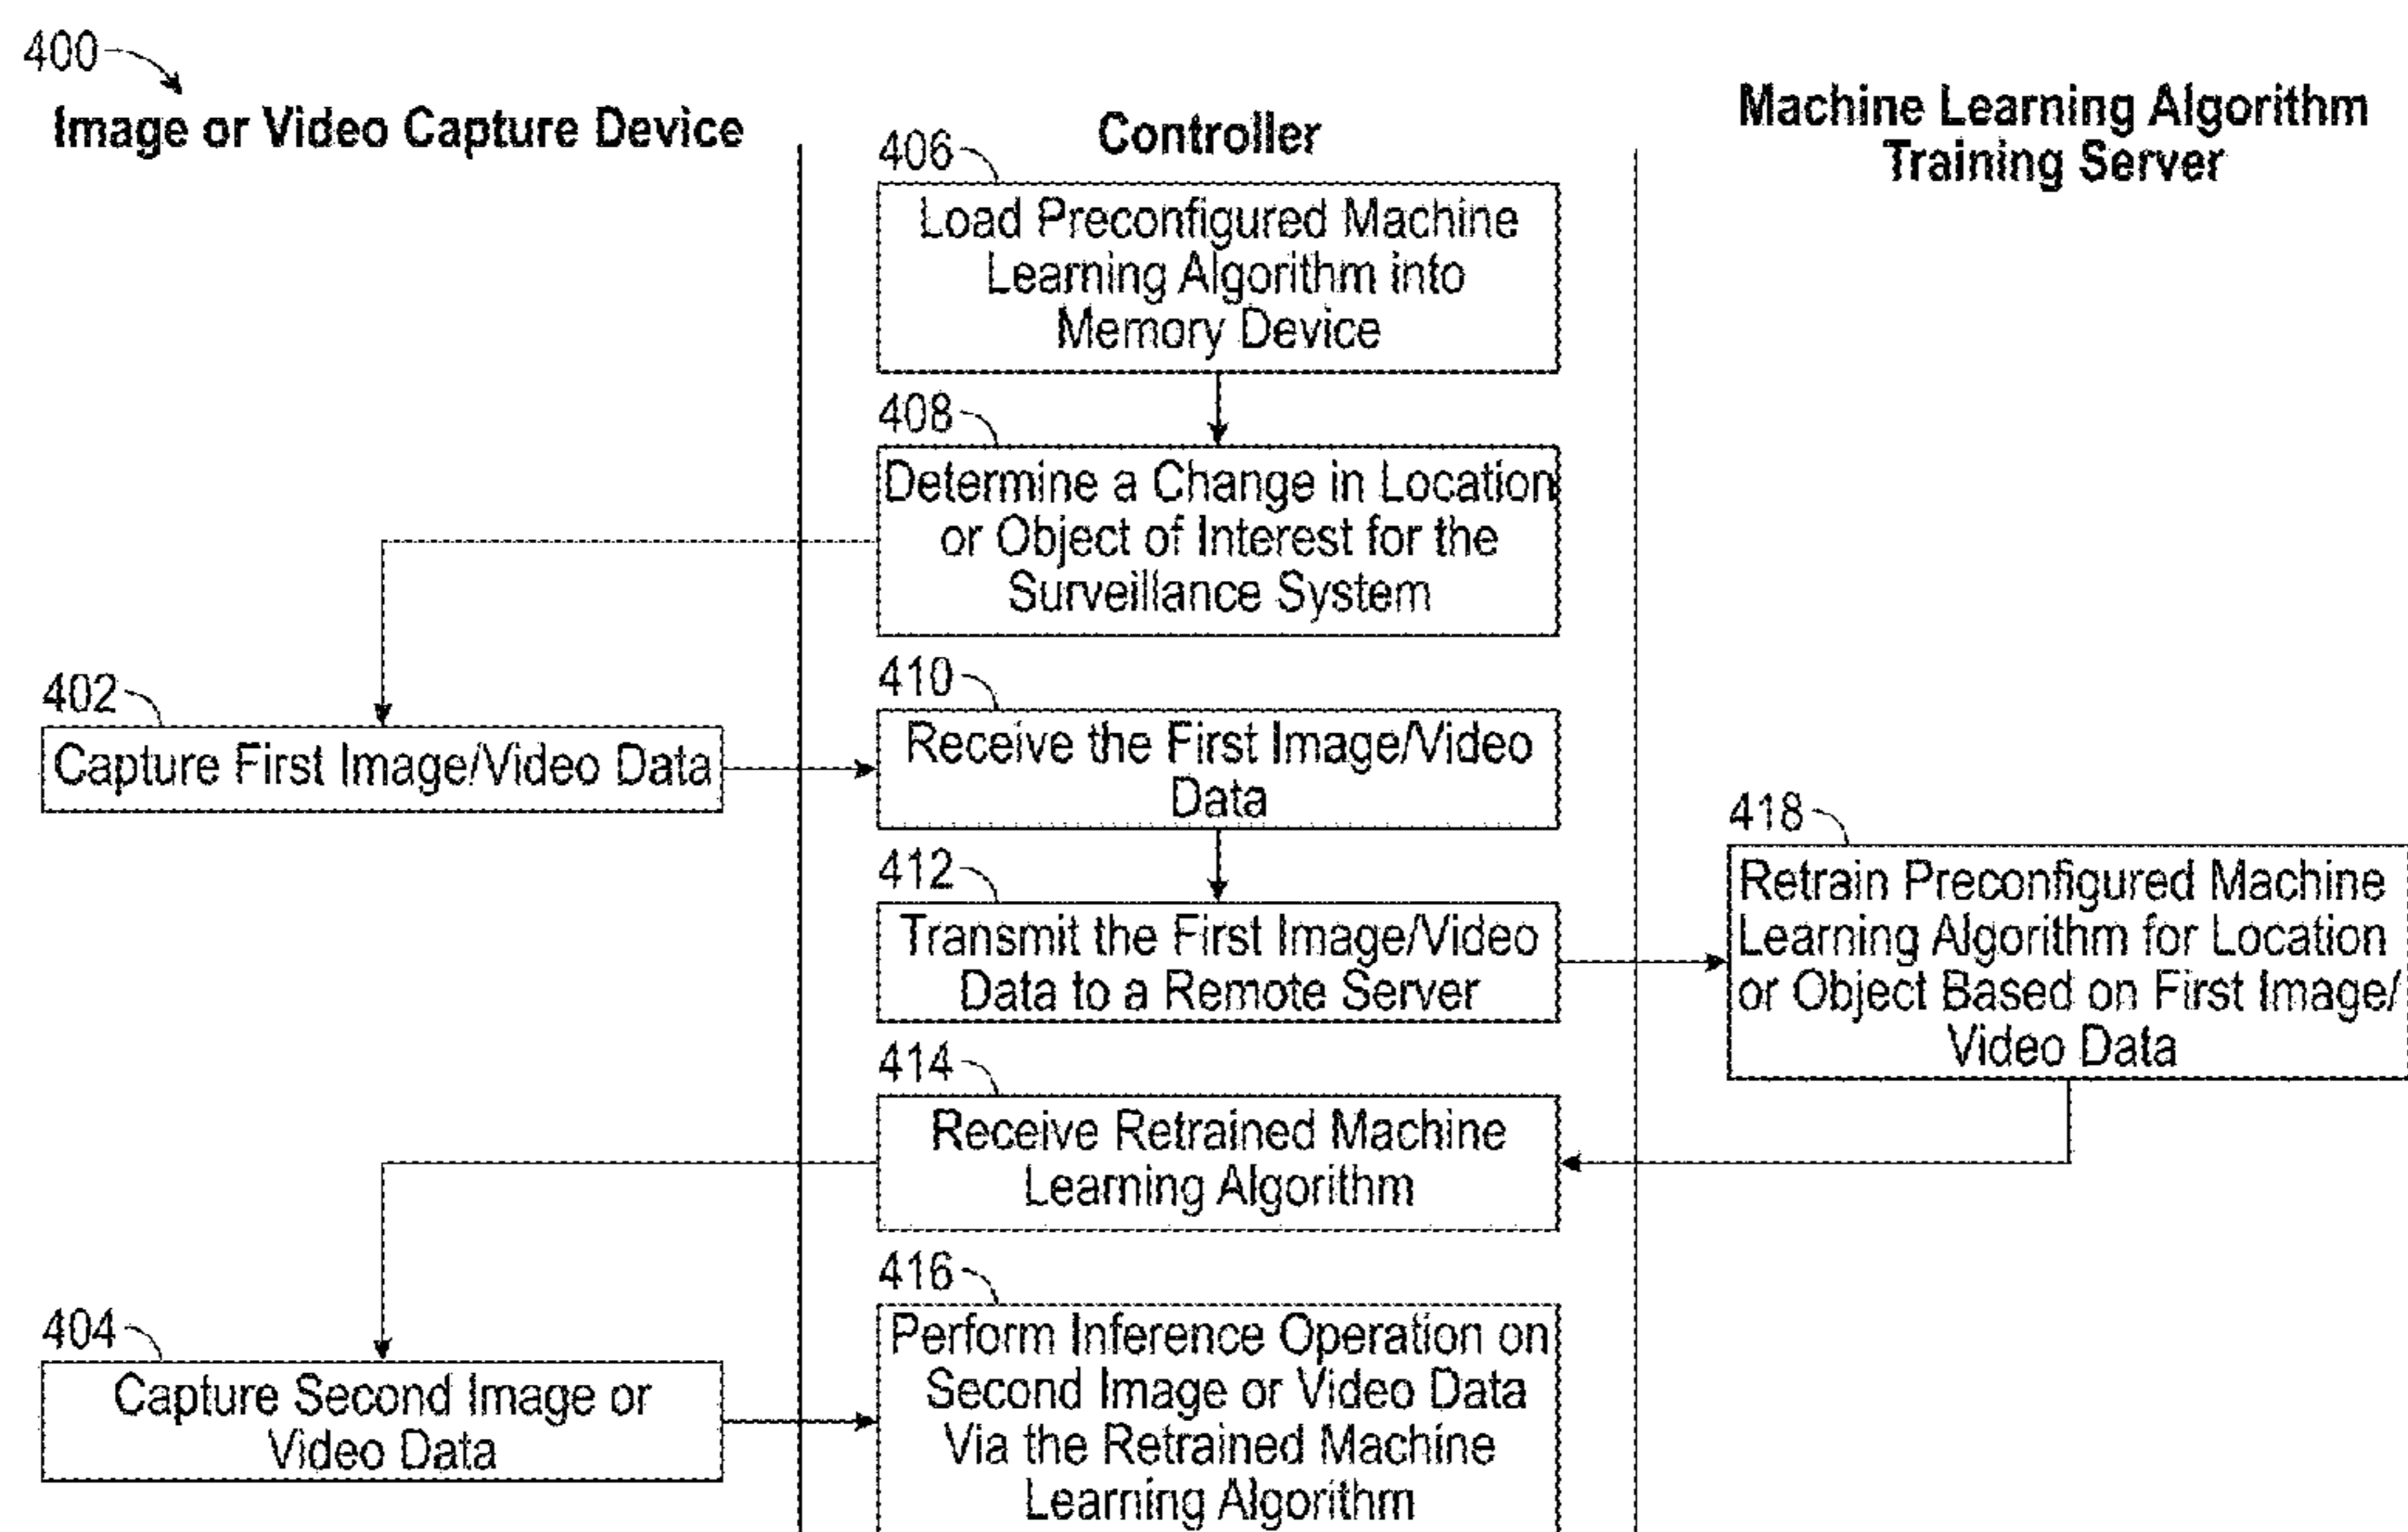 400
Image or Video Capture Device
Controller
Machine Learning Algorithm
Training Server
406
Load Preconfigured Machine
Learning Algorithm into
Memory Device
408
Determine a Change in Location
or Object of Interest for the
Surveillance System
402
Capture First Image/Video Data
410
Receive the First Image/Video
Data
412
Transmit the First Image/Video
Data to a Remote Server
418
Retrain Preconfigured Machine
Learning Algorithm for Location
or Object Based on First Image/
Video Data
414
Receive Retrained Machine
Learning Algorithm
404
Capture Second Image or
Video Data
416
Perform Inference Operation on
Second Image or Video Data
Via the Retrained Machine
Learning Algorithm